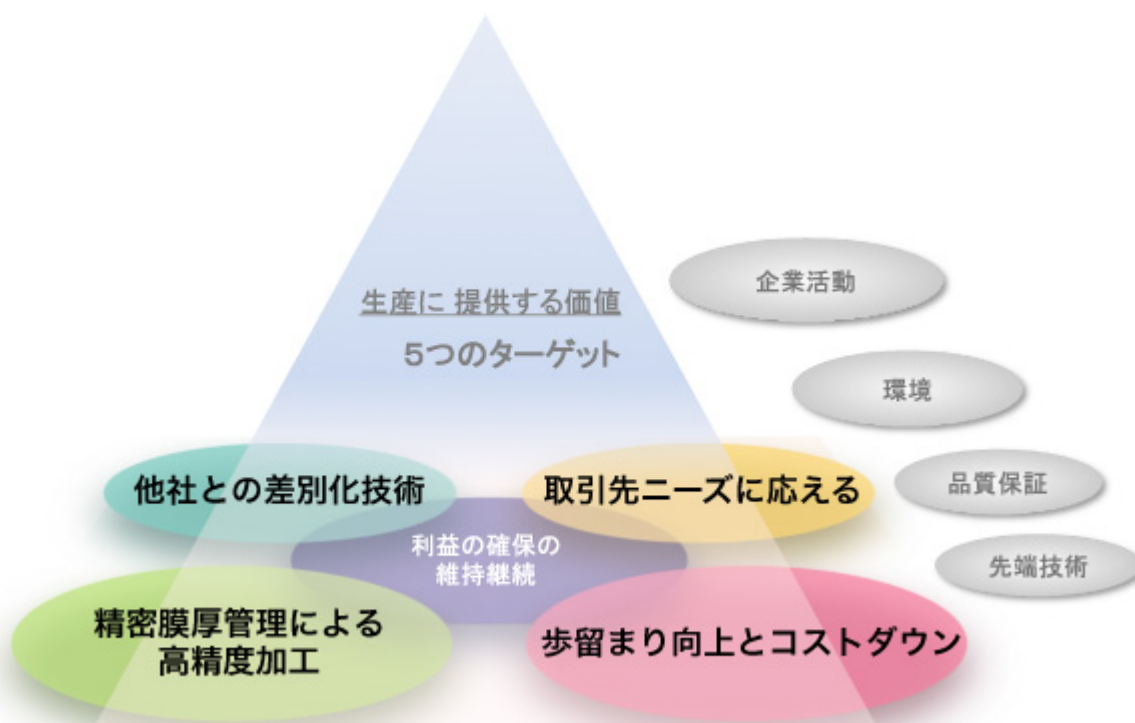 企業活動
生産に 提供する価値
5つのターゲット
環境
他社との差別化技術
取引先ニーズに応える
品質保証
利益の確保の
維持継続
先端技術
精密膜厚管理による
高精度加工
歩留まり向上とコストダウン